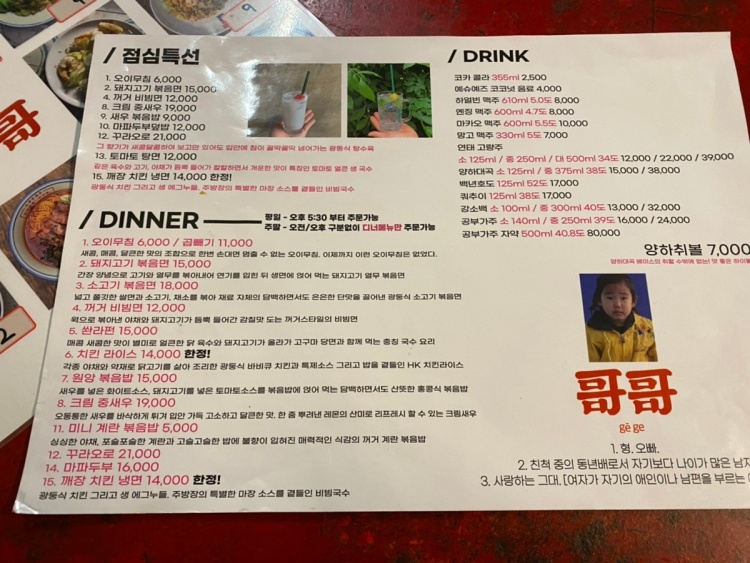 / 점심특선
1. 오이무침 6,000
2. 돼지고기 볶음면 15,000
4. 꺼거 비빔면 12,000
8. 크림 중새우 19,000
9. 새우 볶음밥 9,000
10. 마파두부덮밥 12,000
12. 꾸라오로 21,000
그 향기가 새콤달콤하여 보고만 있어도 입안에 침이 꼴딱꼴딱 넘어가는 광동식 탕수육
13. 토마토 탕면 12,000
같은 육수와 고기, 야채가 듬뿍 들어가 칼칼하면서 개운한 맛이 특징인 토마토 얼큰 생 국수
15. 깨장 치킨 냉면 14,000 한정!
광동식 치킨 그리고 생 에그누들, 주방장의 특별한 마장 소스를 곁들인 비빔국수
/ DINNER
평일 - 오후 5:30 부터 주문가능
주말 - 오전/오후 구분없이 디너메뉴만 주문가능
1. 오이무침 6,000 / 곱빼기 11,000
새콤, 매콤, 달큰한 맛의 조합으로 한번 손대면 멈출 수 없는 오이무침. 이제까지 이런 오이무침은 없었다.
2. 돼지고기 볶음면 15,000
간장 양념으로 고기와 열무를 볶아내어 연기를 입힌 뒤 생면에 얹어 먹는 돼지고기 열무 볶음면
3. 소고기 볶음면 18,000
넓고 쫄깃한 쌀면과 소고기, 채소를 볶아 재료 자체의 담백하면서도 은은한 단맛을 끌어낸 광동식 소고기 볶음면
4. 꺼거 비빔면 12,000
웍으로 볶아낸 야채와 돼지고기가 듬뿍 들어간 감칠맛 도는 꺼거스타일의 비빔면
5. 쏸라펀 15,000
매콤 새콤한 맛이 별미로 얼큰한 닭 육수와 돼지고기가 올라가 고구마 당면과 함께 먹는 충칭 국수 요리
6. 치킨 라이스 14,000 한정!
각종 야채와 약재로 닭고기를 삶아 조리한 광동식 바비큐 치킨과 특제소스 그리고 밥을 곁들인 HK 치킨라이스
7. 원앙 볶음밥 15,000
새우를 넣은 화이트소스, 돼지고기를 넣은 토마토소스를 볶음밥에 얹어 먹는 담백하면서도 산뜻한 홍콩식 볶음밥
8. 크림 중새우 19,000
오동통한 새우를 바삭하게 튀겨 입안 가득 고소하고 달큰한 맛, 한 줌 뿌려낸 레몬의 산미로 리프레시 할 수 있는 크림새우
11. 미니 계란 볶음밥 5,000
싱싱한 야채, 포슬포슬한 계란과 고슬고슬한 밥에 불향이 입혀진 매력적인 식감의 꺼거 계란 볶음밥
12. 꾸라오로 21,000
14. 마파두부 16,000
15. 깨장 치킨 냉면 14,000 한정!
광동식 치킨 그리고 생 에그누들, 주방장의 특별한 마장 소스를 곁들인 비빔국수
/ DRINK
코카 콜라 355ml 2,500
예슈예즈 코코넛 음료 4,000
하얼빈 맥주 610ml 5.0도 8,000
옌징 맥주 600ml 4.7도 8,000
마카오 맥주 600ml 5.5도 10,000
망고 맥주 330ml 5도 7,000
연태 고량주
소 125ml / 중 250ml / 대 500ml 34도 12,000 / 22,000 / 39,000
양하대곡 소 125ml / 중 375ml 38도 15,000 / 38,000
백년호도 125ml 52도 17,000
쿼추이 125ml 38도 17,000
감소백 소 100ml / 중 300ml 40도 13,000 / 32,000
공부가주 소 140ml / 중 250ml 39도 16,000 / 24,000
공부가주 자약 500ml 40.8도 80,000
양하취볼 7,000
양하대곡 베이스의 취할 수밖에 없는! 맛 좋은 하이볼
哥哥
gē ge
1. 형. 오빠.
2. 친척 중의 동년배로서 자기보다 나이가 많은 남자
3. 사랑하는 그대. [여자가 자기의 애인이나 남편을 부르는
哥
9
2